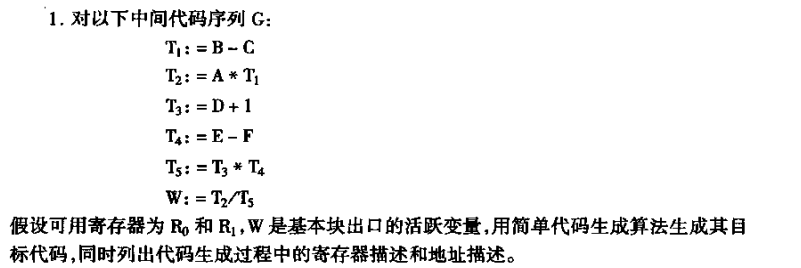 1. 对以下中间代码序列 G:
T₁: = B - C
T₂: = A * T₁
T₃: = D + 1
T₄: = E - F
T₅: = T₃ * T₄
W: = T₂/T₅
假设可用寄存器为 R₀ 和 R₁,W 是基本块出口的活跃变量,用简单代码生成算法生成其目
标代码,同时列出代码生成过程中的寄存器描述和地址描述。